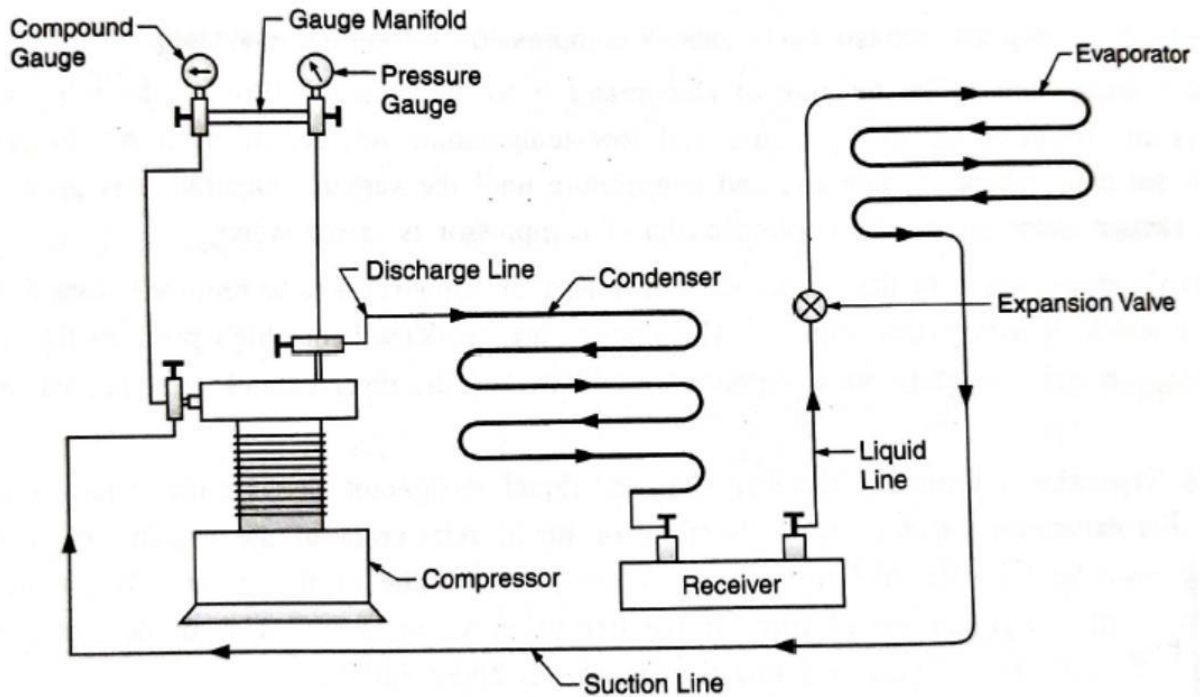 Compound
Gauge
Gauge Manifold
Pressure
Gauge
Evaporator
Discharge Line
Condenser
Expansion Valve
Liquid
Line
Compressor
Receiver
Suction Line